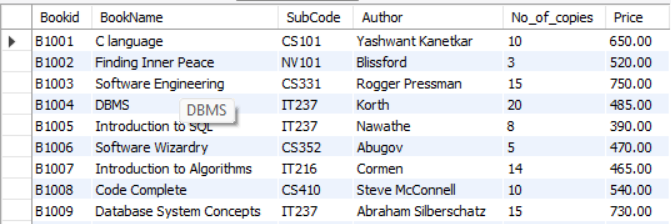 Bookid BookName SubCode Author No_of_copies Price
B1001 C language CS101 Yashwant Kanetkar 10 650.00
B1002 Finding Inner Peace NV101 Blissford 3 520.00
B1003 Software Engineering CS331 Rogger Pressman 15 750.00
B1004 DBMS IT237 Korth 20 485.00
DBMS
B1005 Introduction to SQL IT237 Nawathe 8 390.00
B1006 Software Wizardry CS352 Abugov 5 470.00
B1007 Introduction to Algorithms IT216 Cormen 14 465.00
B1008 Code Complete CS410 Steve McConnell 10 540.00
B1009 Database System Concepts IT237 Abraham Silberschatz 15 730.00